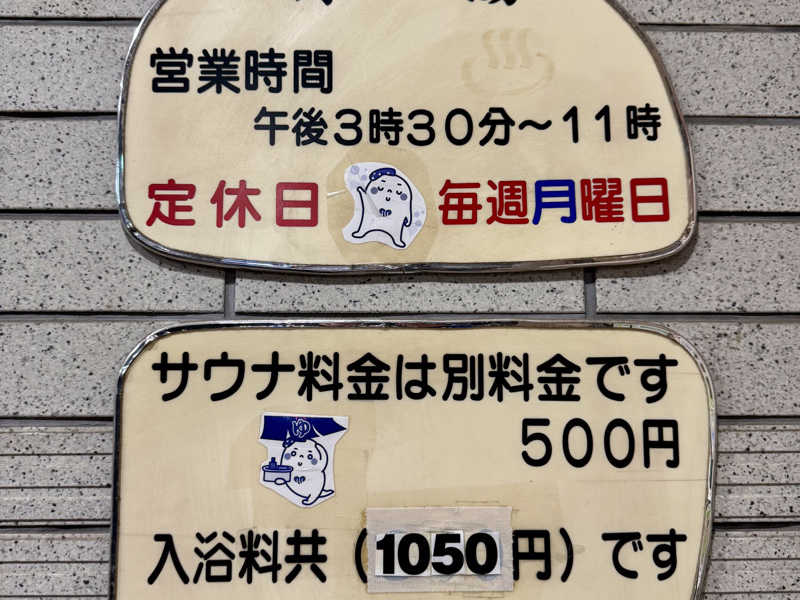 営業時間
午後3時30分〜11時
定休日 毎週月曜日
サウナ料金は別料金です
500円
ゆ
入浴料共(1050円)です